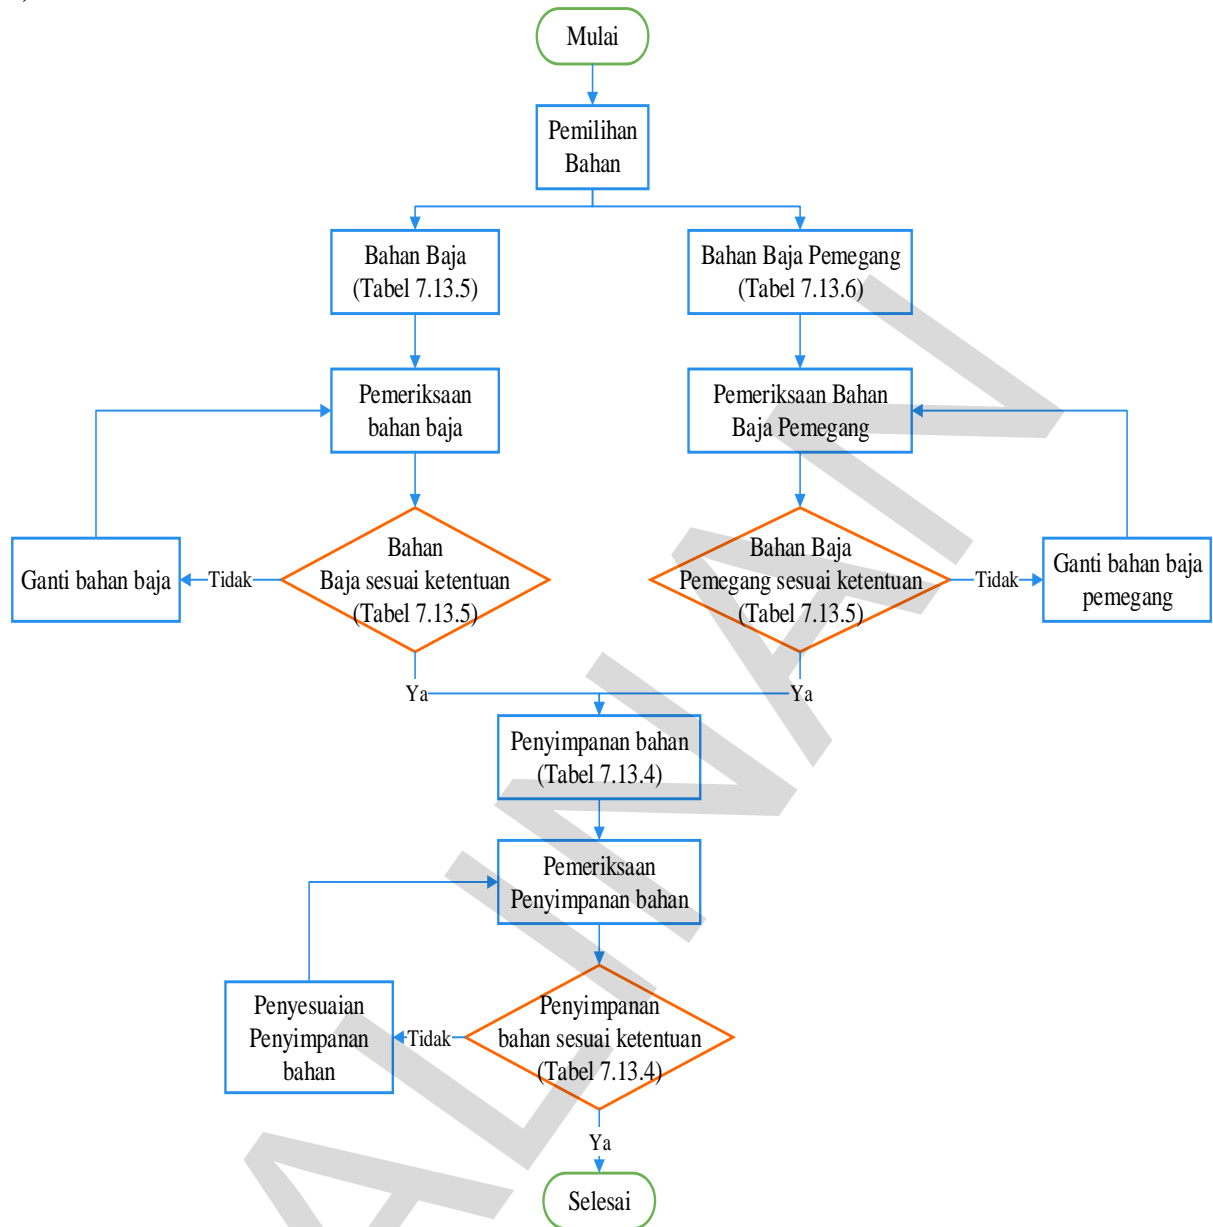 )
Mulai
Pemilihan
Bahan
Bahan Baja
(Tabel 7.13.5)
Bahan Baja Pemegang
(Tabel 7.13.6)
Pemeriksaan
bahan baja
Pemeriksaan Bahan
Baja Pemegang
Ganti bahan baja
Tidak
Bahan
Baja sesuai ketentuan
(Tabel 7.13.5)
Bahan Baja
Pemegang sesuai ketentuan
(Tabel 7.13.5)
Tidak
Ganti bahan baja
pemegang
Ya
Ya
Penyimpanan bahan
(Tabel 7.13.4)
Pemeriksaan
Penyimpanan bahan
Penyesuaian
Penyimpanan
bahan
Tidak
Penyimpanan
bahan sesuai ketentuan
(Tabel 7.13.4)
Ya
Selesai
ALINAN